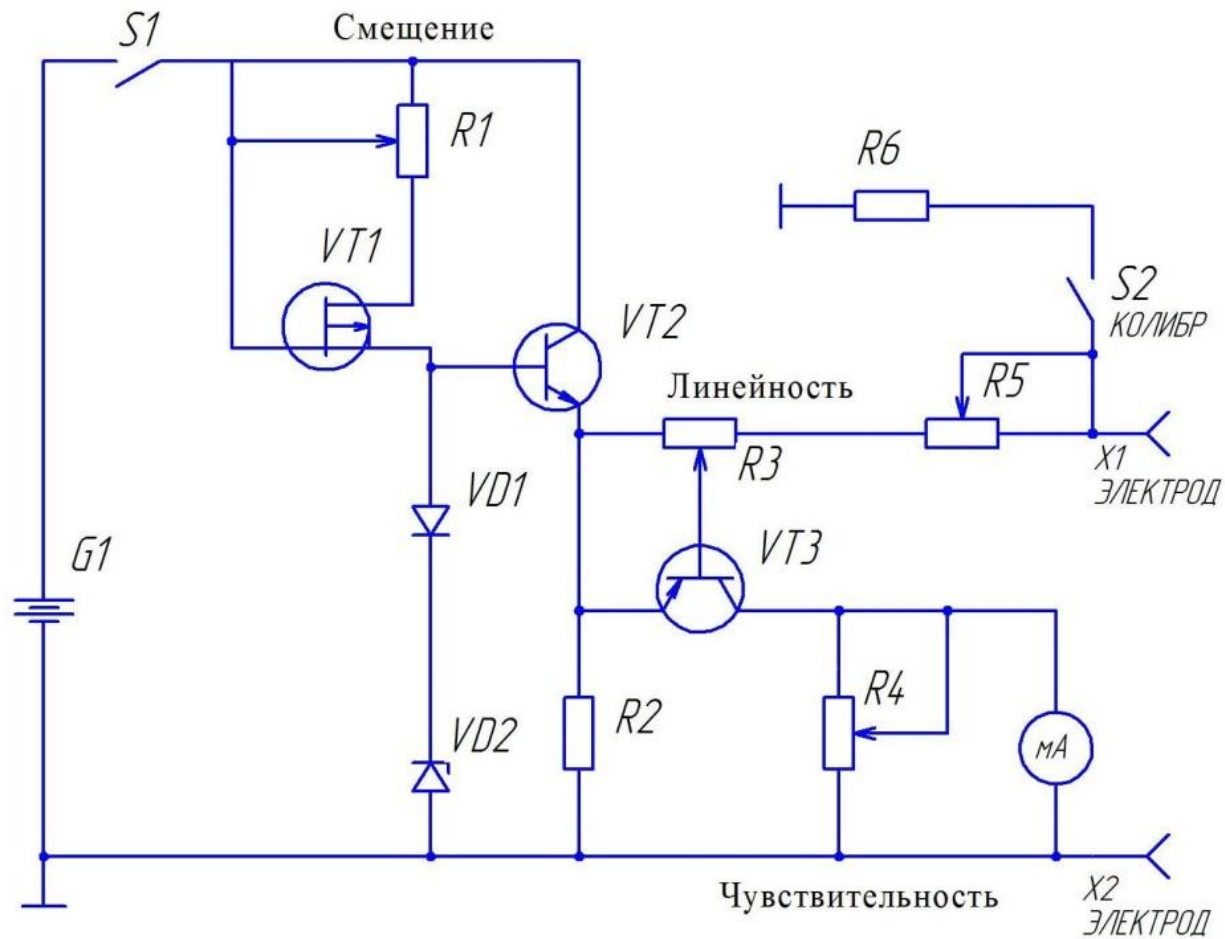 S1
Смещение
R1
R6
VT1
VT2
S2
КОЛИБР
Линейность
R5
R3
X1
ЭЛЕКТРОД
VD1
VT3
G1
R4
R2
VD2
мА
Чувствительность
X2
ЭЛЕКТРОД